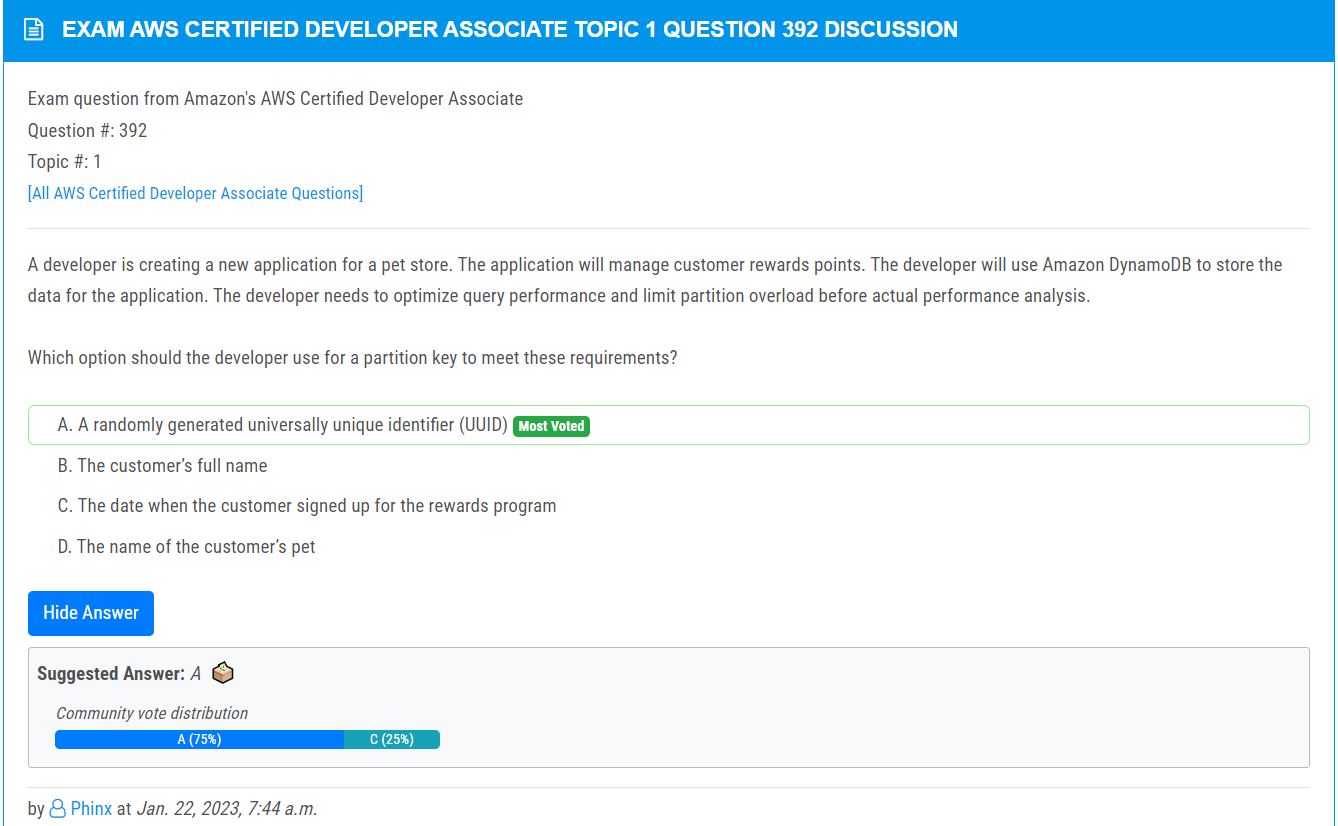 EXAM AWS CERTIFIED DEVELOPER ASSOCIATE TOPIC 1 QUESTION 392 DISCUSSION
Exam question from Amazon's AWS Certified Developer Associate
Question #: 392
Topic #: 1
[All AWS Certified Developer Associate Questions]
A developer is creating a new application for a pet store. The application will manage customer rewards points. The developer will use Amazon DynamoDB to store the
data for the application. The developer needs to optimize query performance and limit partition overload before actual performance analysis.
Which option should the developer use for a partition key to meet these requirements?
A. A randomly generated universally unique identifier (UUID) Most Voted
B. The customer’s full name
C. The date when the customer signed up for the rewards program
D. The name of the customer’s pet
Hide Answer
Suggested Answer: A
Community vote distribution
A (75%) C (25%)
by Phinx at Jan. 22, 2023, 7:44 a.m.